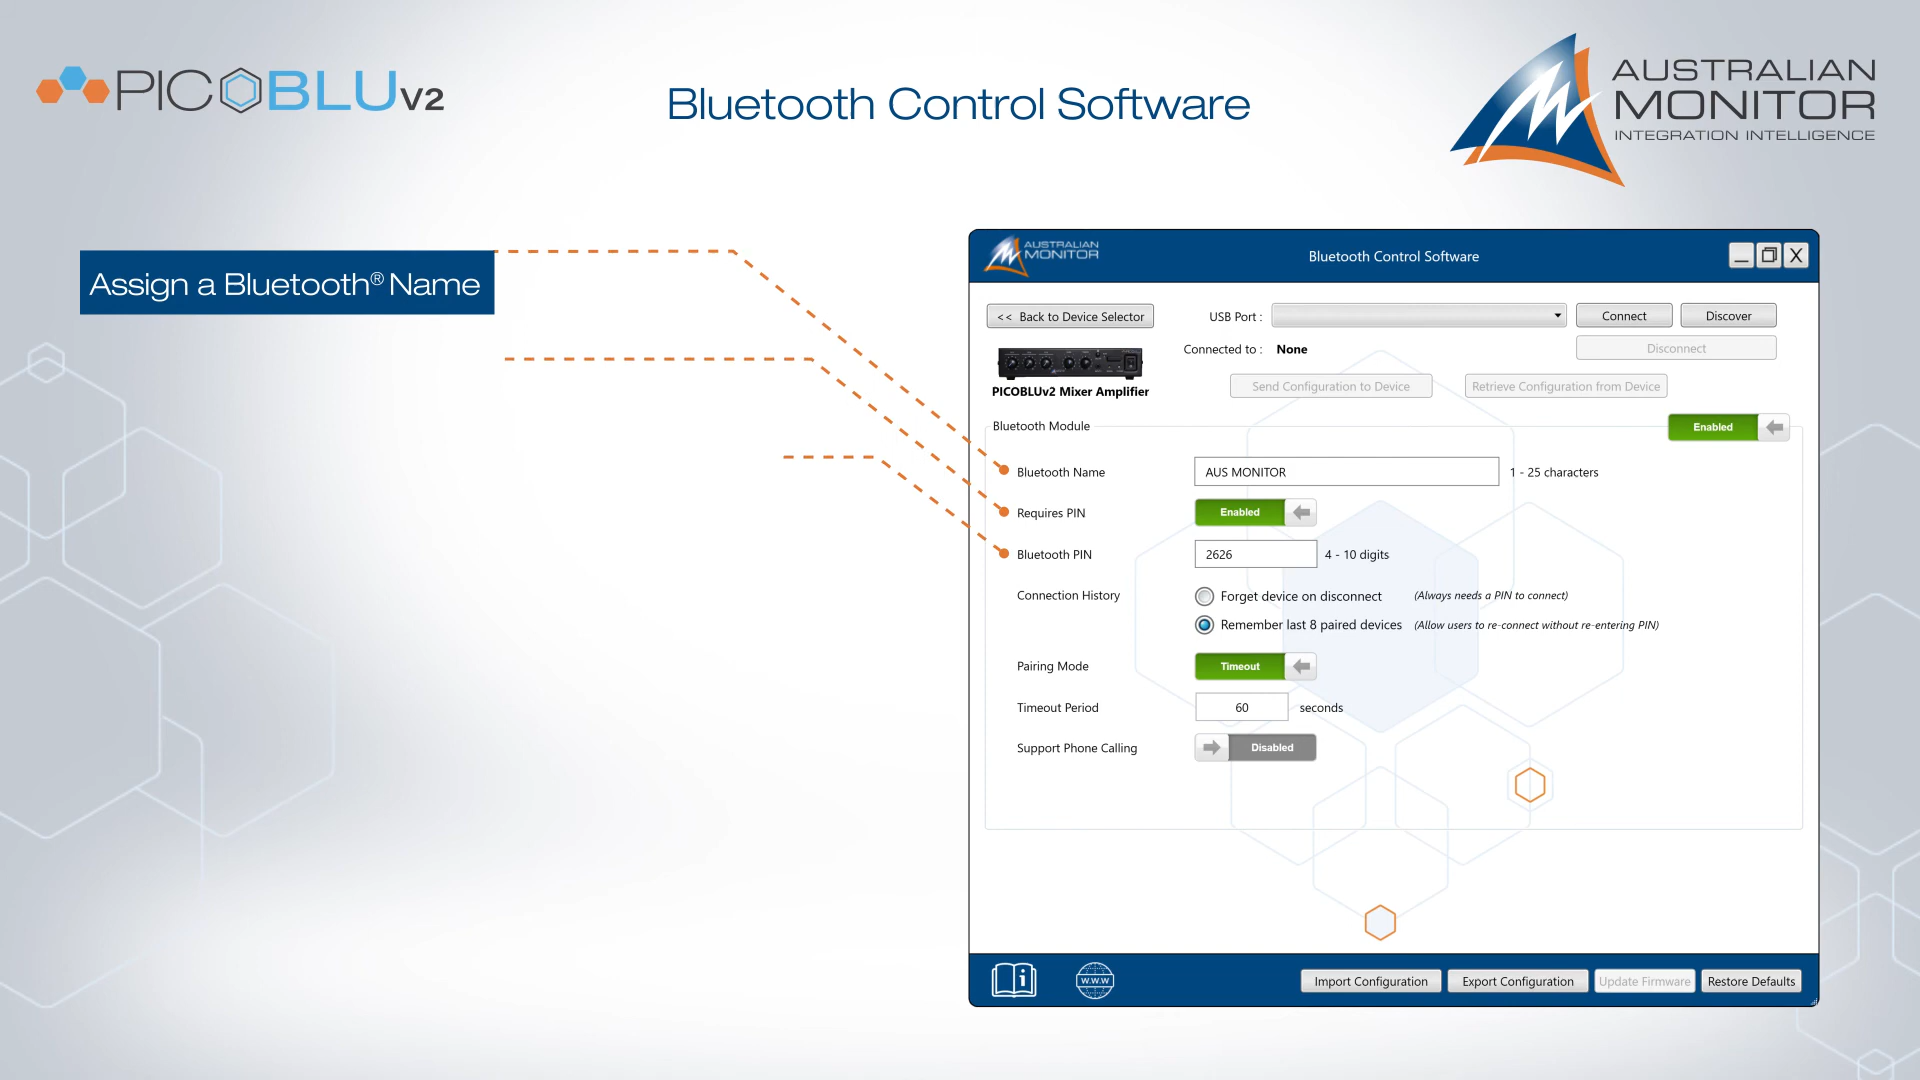 PICOBLUV2
Bluetooth Control Software
AUSTRALIAN
MONITOR
INTEGRATION INTELLIGENCE
Assign a Bluetooth® Name
AUSTRALIAN
MONITOR
Bluetooth Control Software
X
<< Back to Device Selector
USB Port :
Connect
Discover
Connected to : None
Disconnect
PICOBLUv2 Mixer Amplifier
Send Configuration to Device
Retrieve Configuration from Device
Bluetooth Module
Enabled
Bluetooth Name
AUS MONITOR
1 - 25 characters
Requires PIN
Enabled
Bluetooth PIN
2626
4 - 10 digits
Connection History
Forget device on disconnect
(Always needs a PIN to connect)
Remember last 8 paired devices
(Allow users to re-connect without re-entering PIN)
Pairing Mode
Timeout
Timeout Period
60
seconds
Support Phone Calling
Disabled
i
W.W.W
Import Configuration
Export Configuration
Update Firmware
Restore Defaults